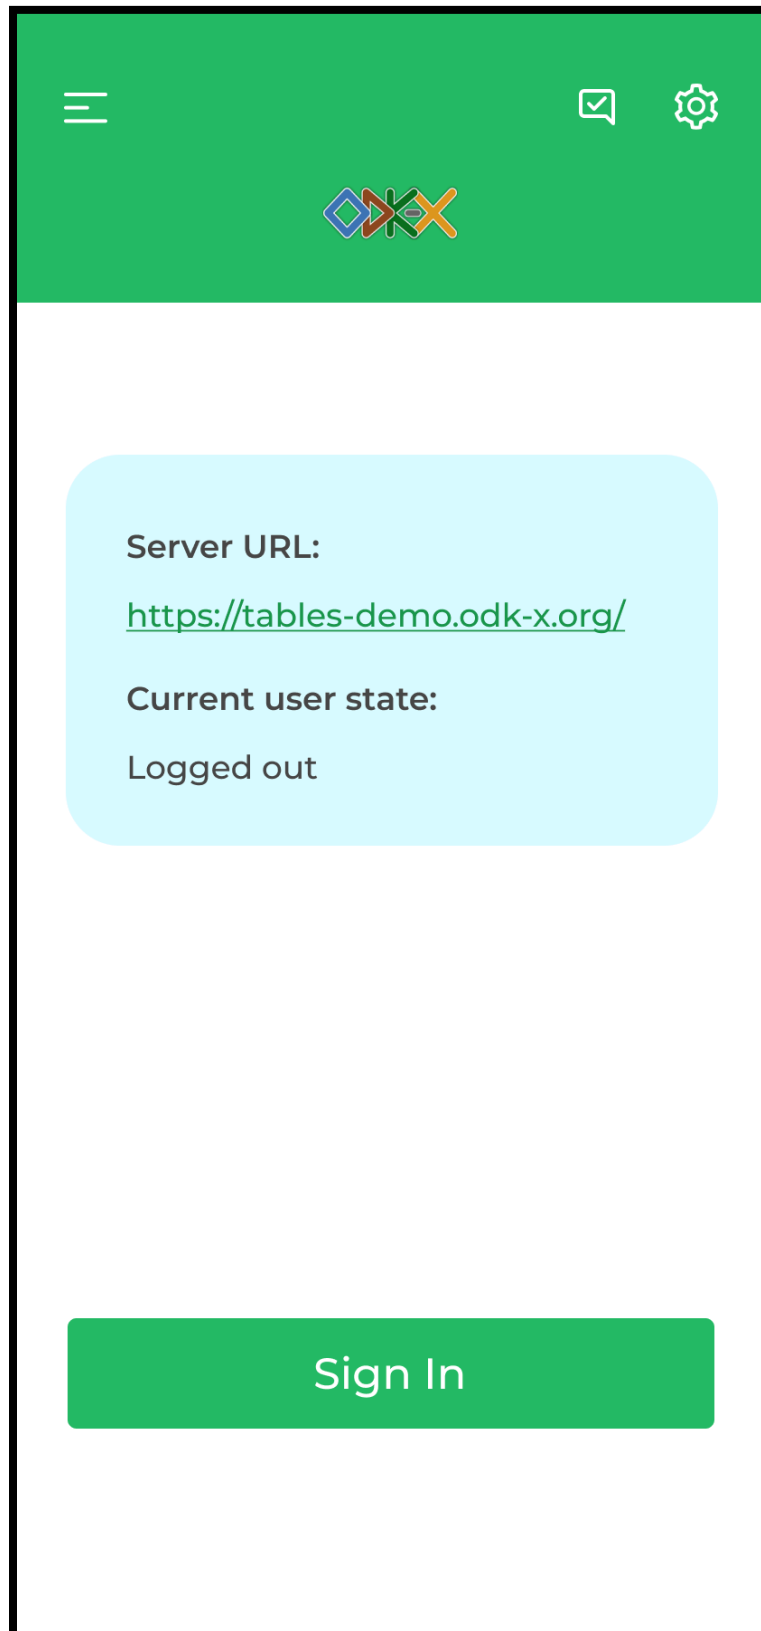 ODK-X
Server URL:
https://tables-demo.odk-x.org/
Current user state:
Logged out
Sign In